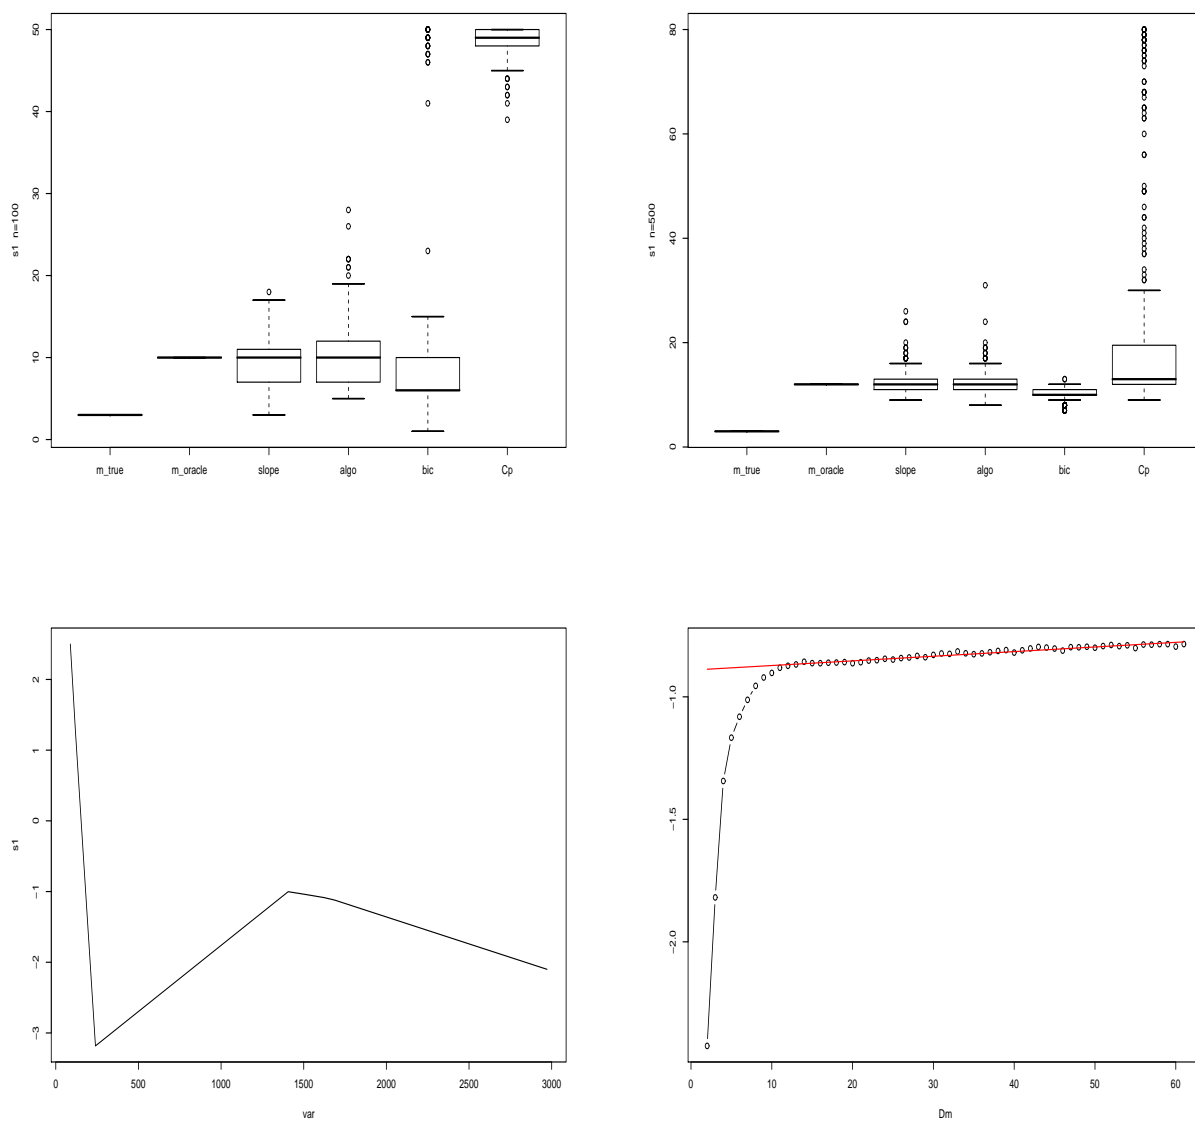 s1 n=100
50
40
30
20
10
0
m_true m_oracle slope algo bic Cp
s1 n=500
80
60
40
20
0
m_true m_oracle slope algo bic Cp
s1
2
1
0
−1
−2
−3
0 500 1000 1500 2000 2500 3000
var
−1.0
−1.5
−2.0
0 10 20 30 40 50 60
Dm